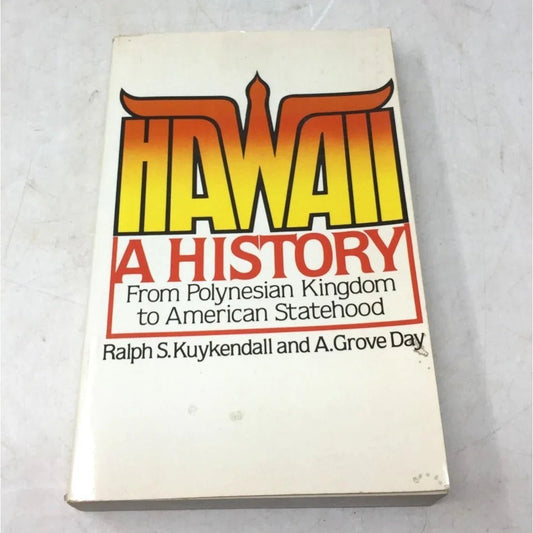 HAWAII
A HISTORY
From Polynesian Kingdom
to American Statehood
Ralph S. Kuykendall and A. Grove Day